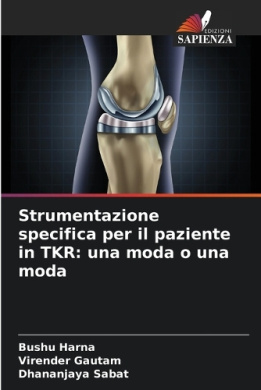 EDIZIONI
SAPIENZA
Strumentazione
specifica per il paziente
in TKR: una moda o una
moda
Bushu Harna
Virender Gautam
Dhananjaya Sabat